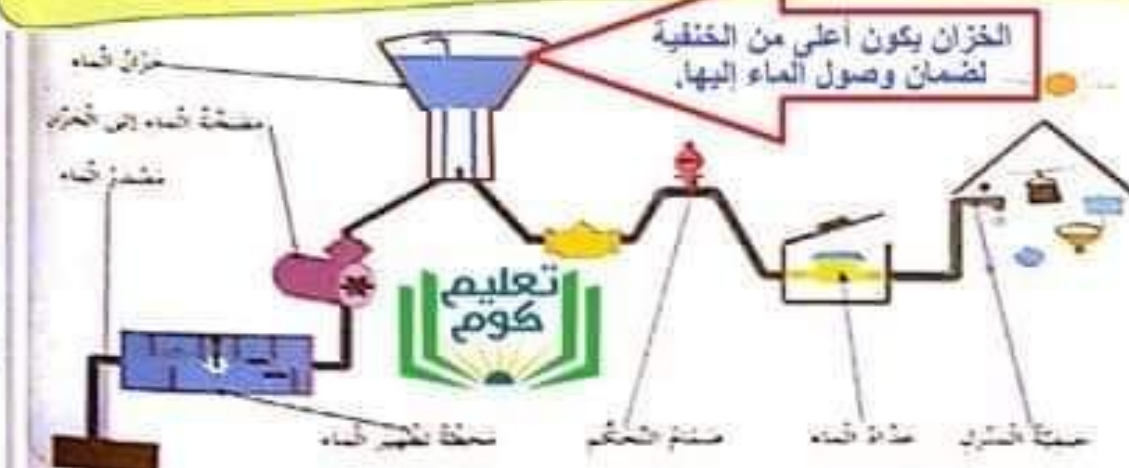 الخزان يكون أعلى من الخنفية
لضمان وصول الماء إليها.
خزان الماء
مضخة الماء إلى الخزان
مصدر الماء
تعليم
كوم
محطة تطهير الماء
صمام التحكم
عداد الماء
حنفية المنزل